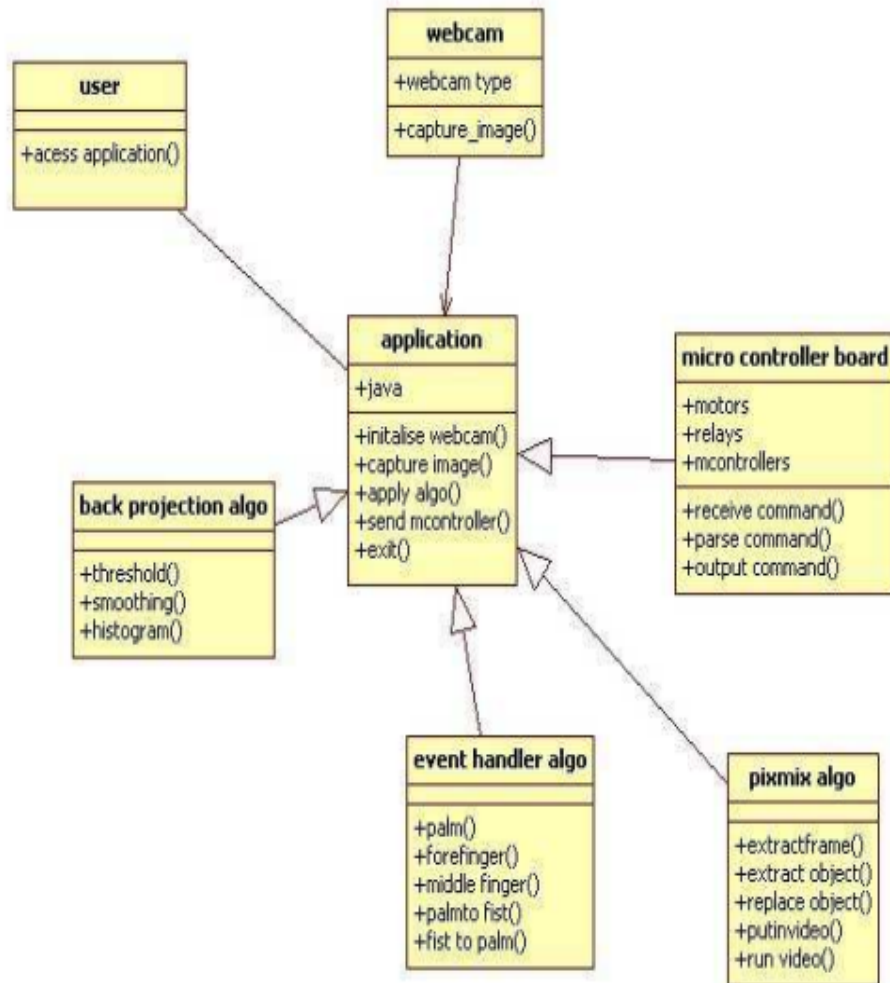 webcam
+webcam type
+capture_image()
user
+acess application()
application
+java
+initalise webcam()
+capture image()
+apply algo()
+send mcontroller()
+exit()
micro controller board
+motors
+relays
+mcontrollers
+receive command()
+parse command()
+output command()
back projection algo
+threshold()
+smoothing()
+histogram()
event handler algo
+palm()
+forefinger()
+middle finger()
+palmto fist()
+fist to palm()
pixmix algo
+extractframe()
+extract object()
+replace object()
+putinvideo()
+run video()